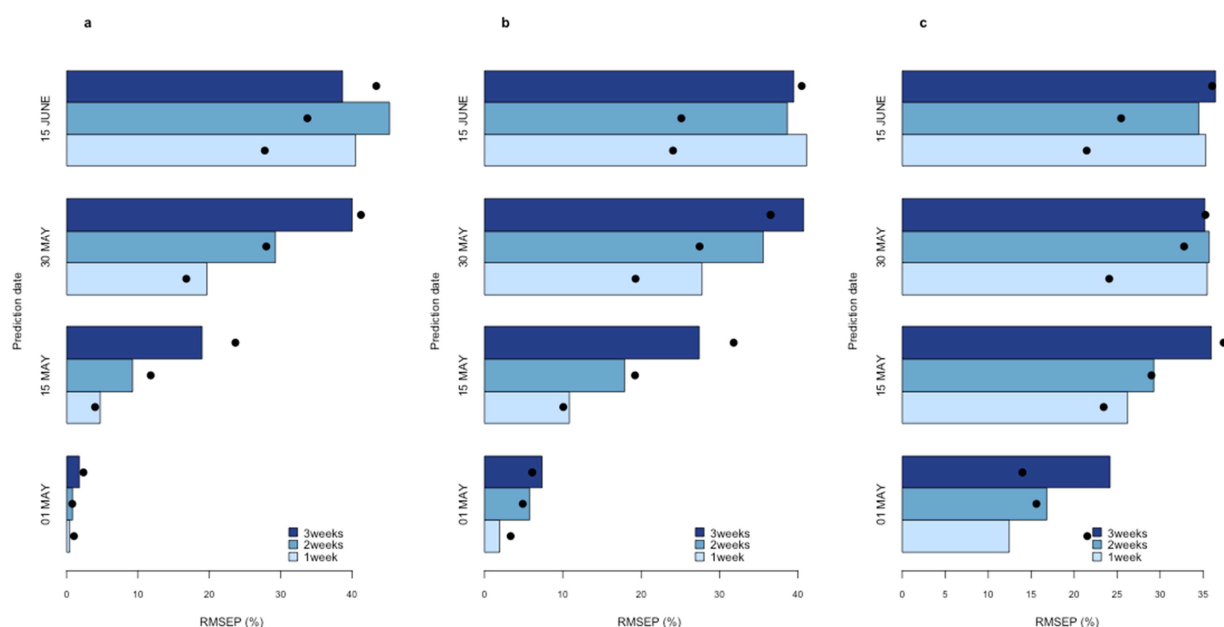 a
15 JUNE
30 MAY
15 MAY
01 MAY
Prediction date
3weeks
2weeks
1week
0 10 20 30 40
RMSEP (%)
b
15 JUNE
30 MAY
15 MAY
01 MAY
Prediction date
3weeks
2weeks
1week
0 10 20 30 40
RMSEP (%)
c
15 JUNE
30 MAY
15 MAY
01 MAY
Prediction date
3weeks
2weeks
1week
0 5 10 15 20 25 30 35
RMSEP (%)